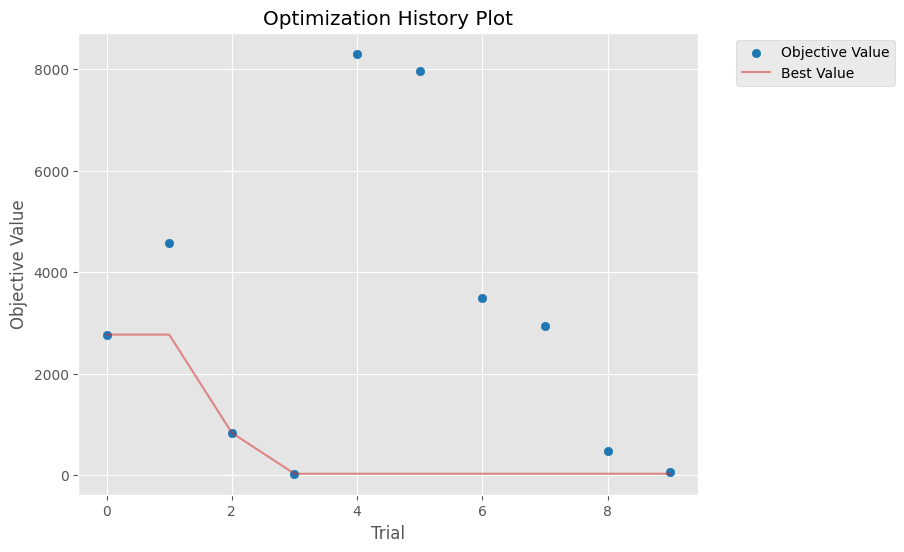 Optimization History Plot
Objective Value
Best Value
Objective Value
8000
6000
4000
2000
0
0 2 4 6 8
Trial